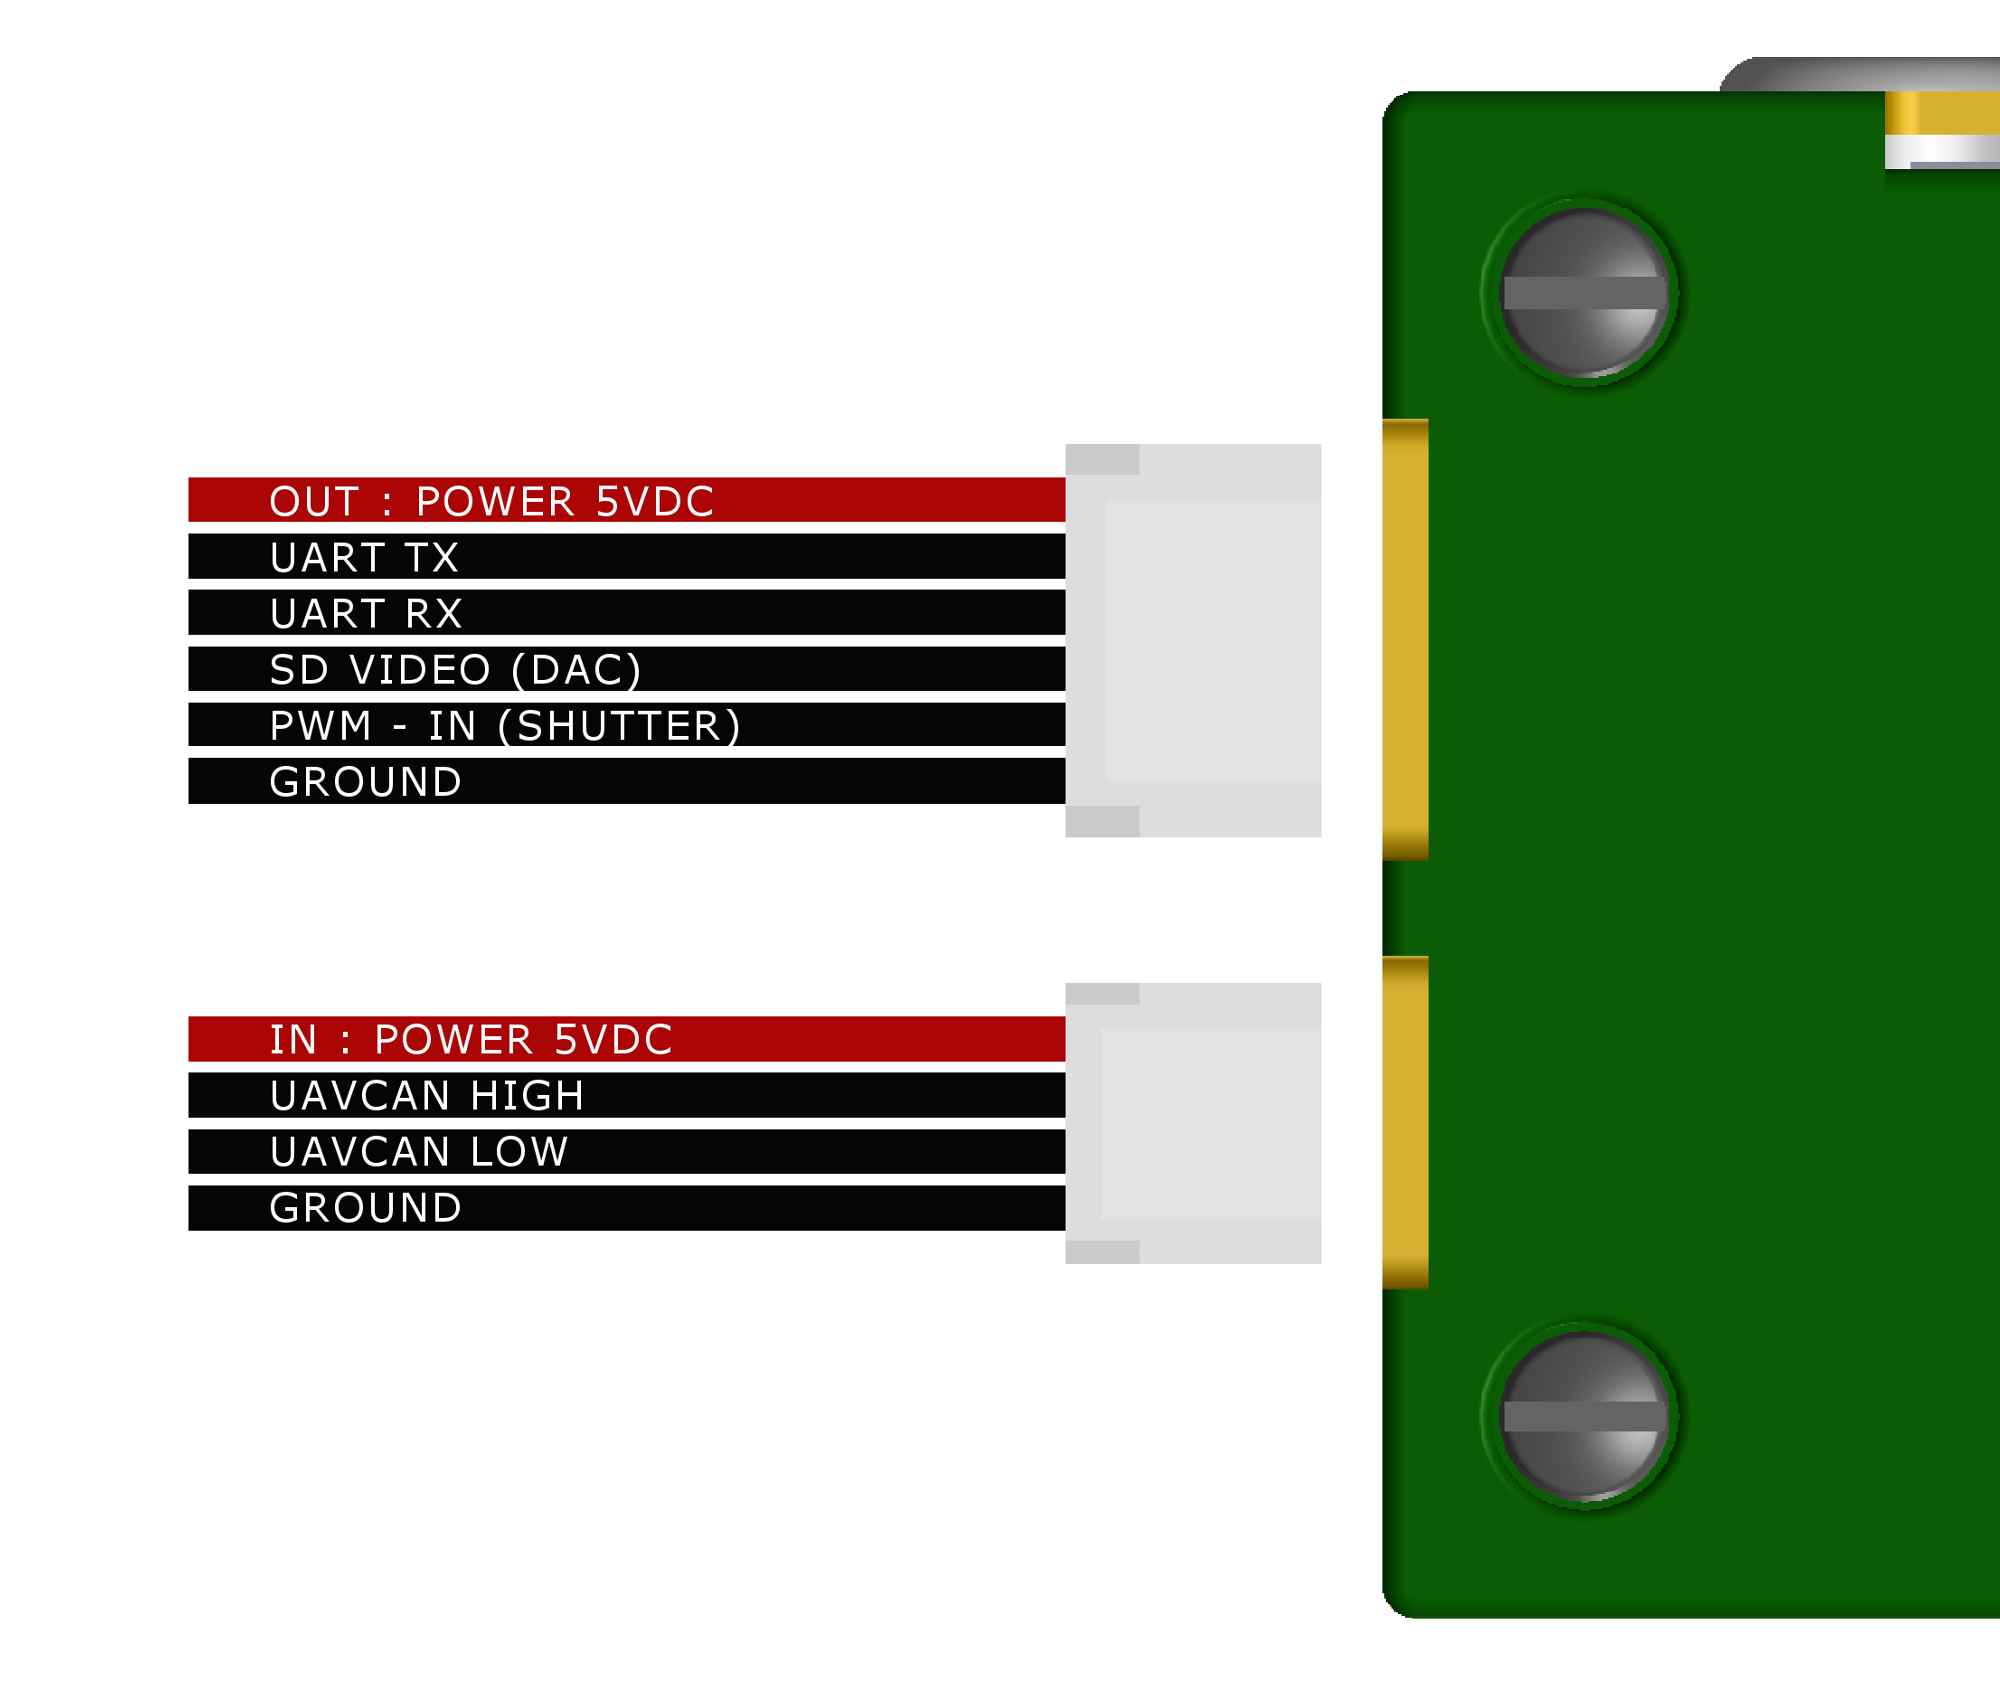 OUT : POWER 5VDC
UART TX
UART RX
SD VIDEO (DAC)
PWM - IN (SHUTTER)
GROUND
IN : POWER 5VDC
UAVCAN HIGH
UAVCAN LOW
GROUND